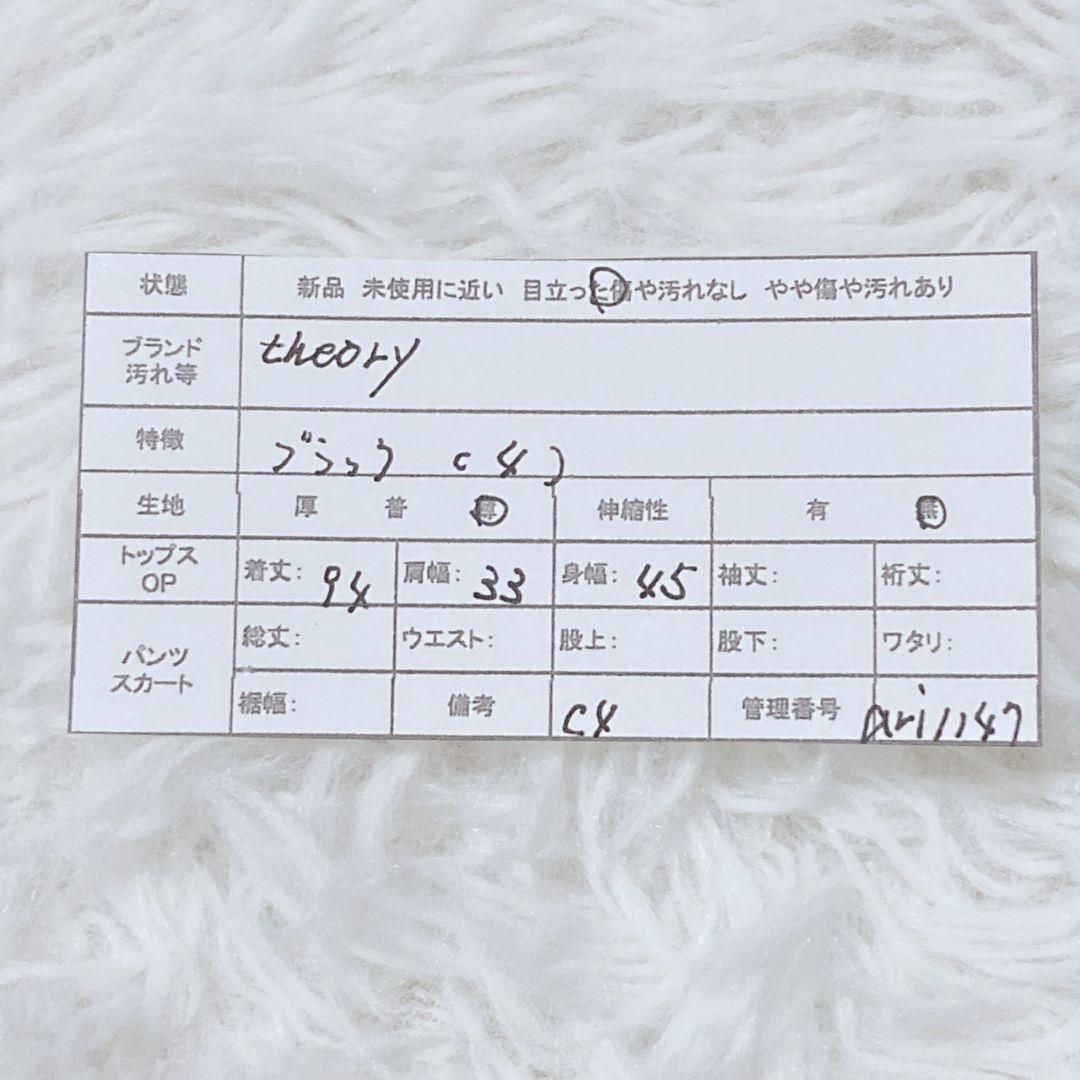 状態 新品 未使用に近い 目立った傷や汚れなし やや傷や汚れあり
ブランド theory
汚れ等
特徴 ブラック (4)
生地 厚 普 薄 伸縮性 有 無
トップス 着丈: 94 肩幅: 33 身幅: 45 袖丈: 裄丈:
OP
パンツ 総丈: ウエスト: 股上: 股下: ワタリ:
スカート
裾幅: 備考 C4 管理番号 ari1147